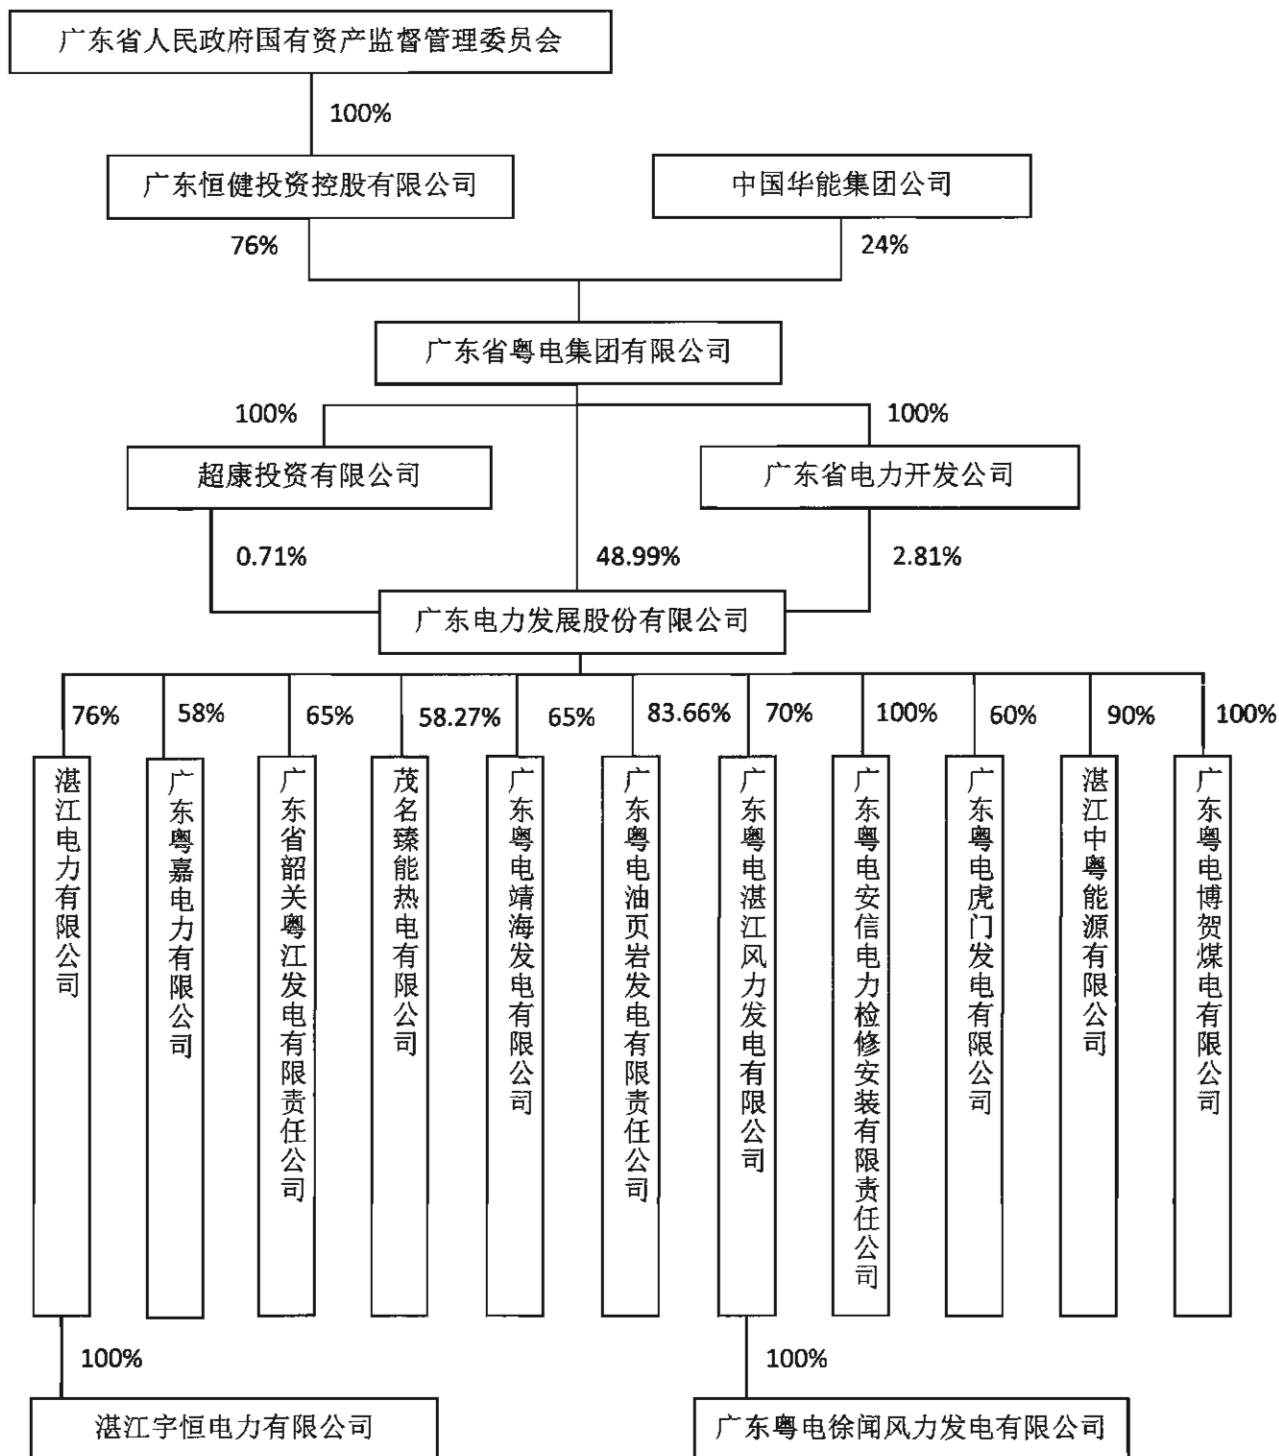 广东省人民政府国有资产监督管理委员会
100%
广东恒健投资控股有限公司
中国华能集团公司
76%
24%
广东省粤电集团有限公司
100%
100%
超康投资有限公司
广东省电力开发公司
0.71%
48.99%
2.81%
广东电力发展股份有限公司
76%
58%
65%
58.27%
65%
83.66%
70%
100%
60%
90%
100%
湛江电力有限公司
广东粤嘉电力有限公司
广东省韶关粤江发电有限责任公司
茂名臻能热电有限公司
广东粤电靖海发电有限公司
广东粤电油页岩发电有限责任公司
广东粤电湛江风力发电有限公司
广东粤电安信电力检修安装有限责任公司
广东粤电虎门发电有限公司
湛江中粤能源有限公司
广东粤电博贺煤电有限公司
100%
100%
湛江宇恒电力有限公司
广东粤电徐闻风力发电有限公司